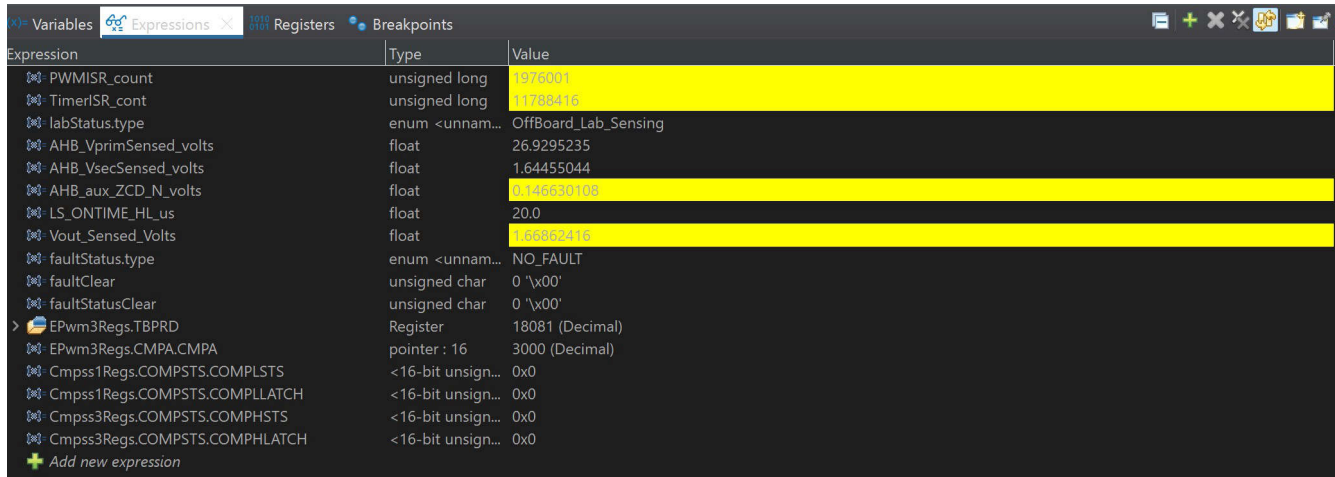 (x)= Variables Expressions Registers Breakpoints
Expression Type Value
PWMISR_count unsigned long 1976001
TimerISR_cont unsigned long 11788416
labStatus.type enum <unnam... OffBoard_Lab_Sensing
AHB_VprimSensed_volts float 26.9295235
AHB_VsecSensed_volts float 1.64455044
AHB_aux_ZCD_N_volts float 0.146630108
LS_ONTIME_HL_us float 20.0
Vout_Sensed_Volts float 1.66862416
faultStatus.type enum <unnam... NO_FAULT
faultClear unsigned char 0 '\x00'
faultStatusClear unsigned char 0 '\x00'
EPwm3Regs.TBPRD Register 18081 (Decimal)
EPwm3Regs.CMPA.CMPA pointer : 16 3000 (Decimal)
Cmpss1Regs.COMPSTS.COMPLSTS <16-bit unsign... 0x0
Cmpss1Regs.COMPSTS.COMPLLATCH <16-bit unsign... 0x0
Cmpss3Regs.COMPSTS.COMPHSTS <16-bit unsign... 0x0
Cmpss3Regs.COMPSTS.COMPHLATCH <16-bit unsign... 0x0
Add new expression